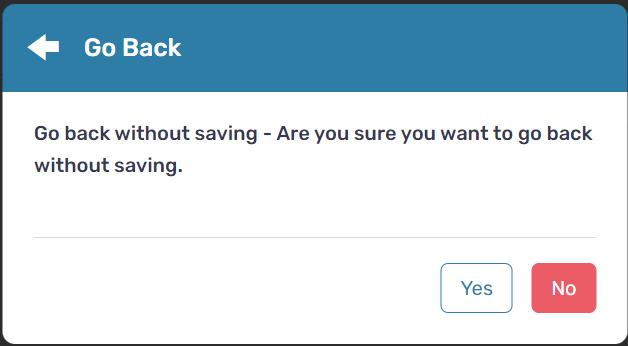 Go Back
Go back without saving - Are you sure you want to go back
without saving.
Yes
No